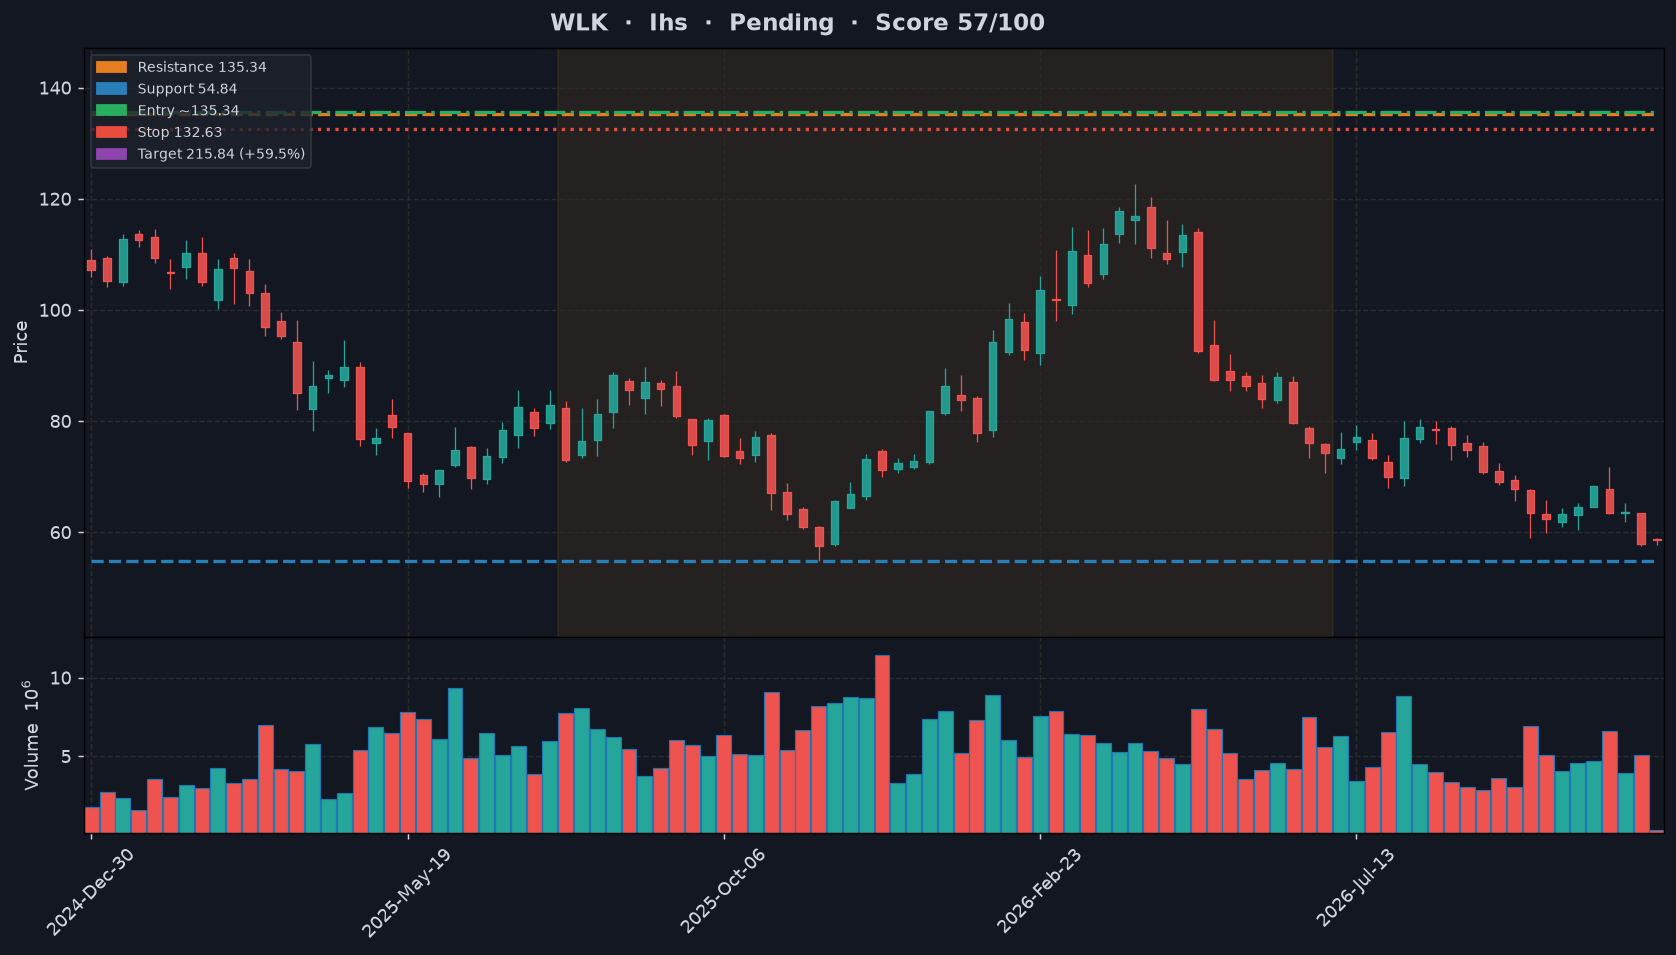 WLK · Ihs · Pending · Score 57/100
Resistance 135.34
Support 54.84
Entry ~135.34
Stop 132.63
Target 215.84 (+59.5%)
140
120
100
80
60
Price
10
5
Volume 10⁶
2024-Dec-30
2025-May-19
2025-Oct-06
2026-Feb-23
2026-Jul-13